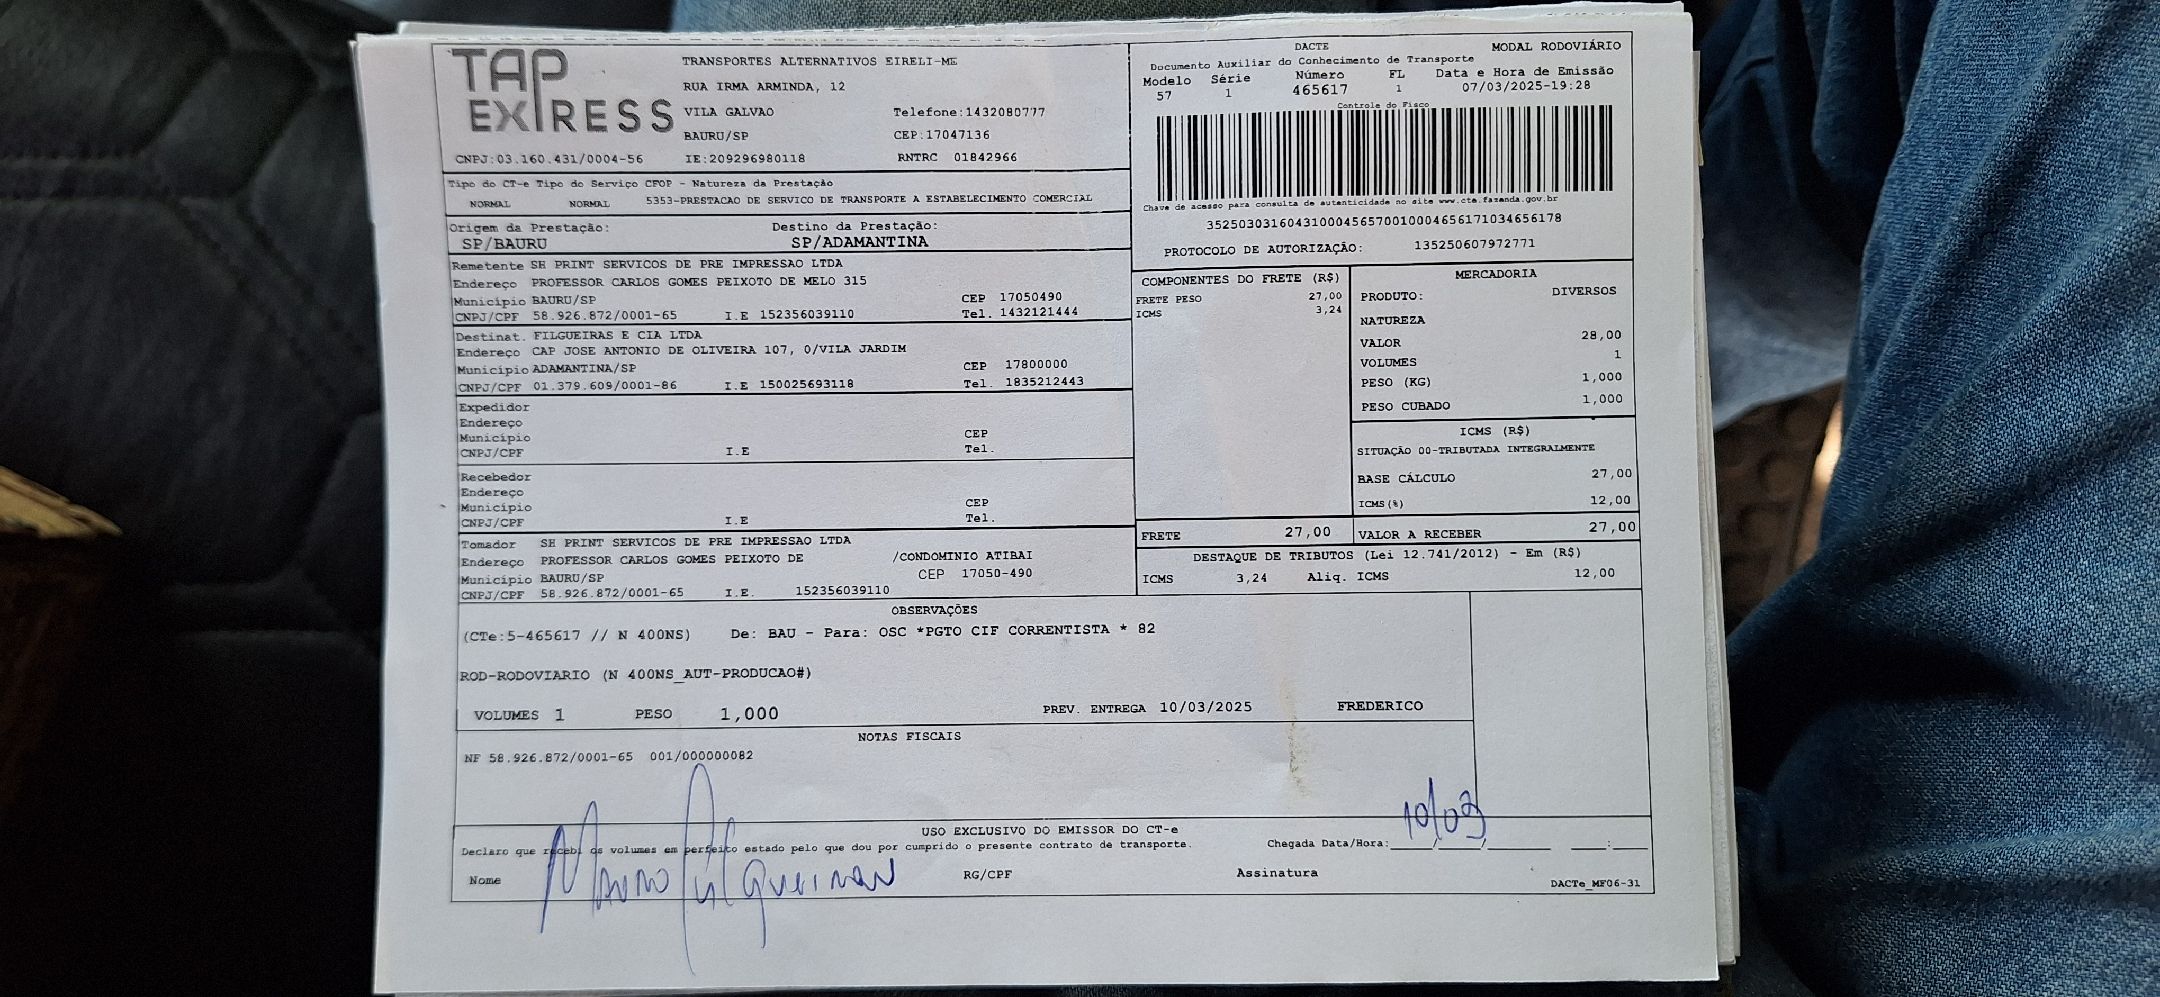 TAP EXPRESS
TRANSPORTES ALTERNATIVOS EIRELI-ME
RUA IRMA ARMINDA, 12
VILA GALVAO Telefone:1432080777
BAURU/SP CEP:17047136
CNPJ:03.160.431/0004-56 IE:209296980118 RNTRC 01842966
DACTE MODAL RODOVIÁRIO
Documento Auxiliar do Conhecimento de Transporte
Modelo Série Número FL Data e Hora de Emissão
57 1 465617 1 07/03/2025-19:28
Controle do Fisco
Chave de acesso para consulta de autenticidade no site www.cte.fazenda.gov.br
35250303160431000456570010004656171034656178
PROTOCOLO DE AUTORIZAÇÃO: 135250607972771
Tipo do CT-e Tipo do Serviço CFOP - Natureza da Prestação
NORMAL NORMAL 5353-PRESTACAO DE SERVICO DE TRANSPORTE A ESTABELECIMENTO COMERCIAL
Origem da Prestação: Destino da Prestação:
SP/BAURU SP/ADAMANTINA
Remetente SH PRINT SERVICOS DE PRE IMPRESSAO LTDA
Endereço PROFESSOR CARLOS GOMES PEIXOTO DE MELO 315
Município BAURU/SP CEP 17050490
CNPJ/CPF 58.926.872/0001-65 I.E 152356039110 Tel. 1432121444
Destinat. FILGUEIRAS E CIA LTDA
Endereço CAP JOSE ANTONIO DE OLIVEIRA 107, 0/VILA JARDIM
Município ADAMANTINA/SP CEP 17800000
CNPJ/CPF 01.379.609/0001-86 I.E 150025693118 Tel. 1835212443
Expedidor
Endereço
Município CEP
CNPJ/CPF I.E Tel.
Recebedor
Endereço
Município CEP
CNPJ/CPF I.E Tel.
Tomador SH PRINT SERVICOS DE PRE IMPRESSAO LTDA
Endereço PROFESSOR CARLOS GOMES PEIXOTO DE /CONDOMINIO ATIBAI
Município BAURU/SP CEP 17050-490
CNPJ/CPF 58.926.872/0001-65 I.E. 152356039110
COMPONENTES DO FRETE (R$)
FRETE PESO 27,00
ICMS 3,24
MERCADORIA
PRODUTO: DIVERSOS
NATUREZA
VALOR 28,00
VOLUMES 1
PESO (KG) 1,000
PESO CUBADO 1,000
ICMS (R$)
SITUAÇÃO 00-TRIBUTADA INTEGRALMENTE
BASE CÁLCULO 27,00
ICMS(%) 12,00
FRETE 27,00 VALOR A RECEBER 27,00
DESTAQUE DE TRIBUTOS (Lei 12.741/2012) - Em (R$)
ICMS 3,24 Aliq. ICMS 12,00
OBSERVAÇÕES
(CTe:5-465617 // N 400NS) De: BAU - Para: OSC *PGTO CIF CORRENTISTA * 82
ROD-RODOVIARIO (N 400NS_AUT-PRODUCAO#)
VOLUMES 1 PESO 1,000 PREV. ENTREGA 10/03/2025 FREDERICO
NOTAS FISCAIS
NF 58.926.872/0001-65 001/000000082
10/03
USO EXCLUSIVO DO EMISSOR DO CT-e
Declaro que recebi os volumes em perfeito estado pelo que dou por cumprido o presente contrato de transporte. Chegada Data/Hora:____/____/______ ____:____
Nome Filgueiras RG/CPF Assinatura
DACTe_MF06-31